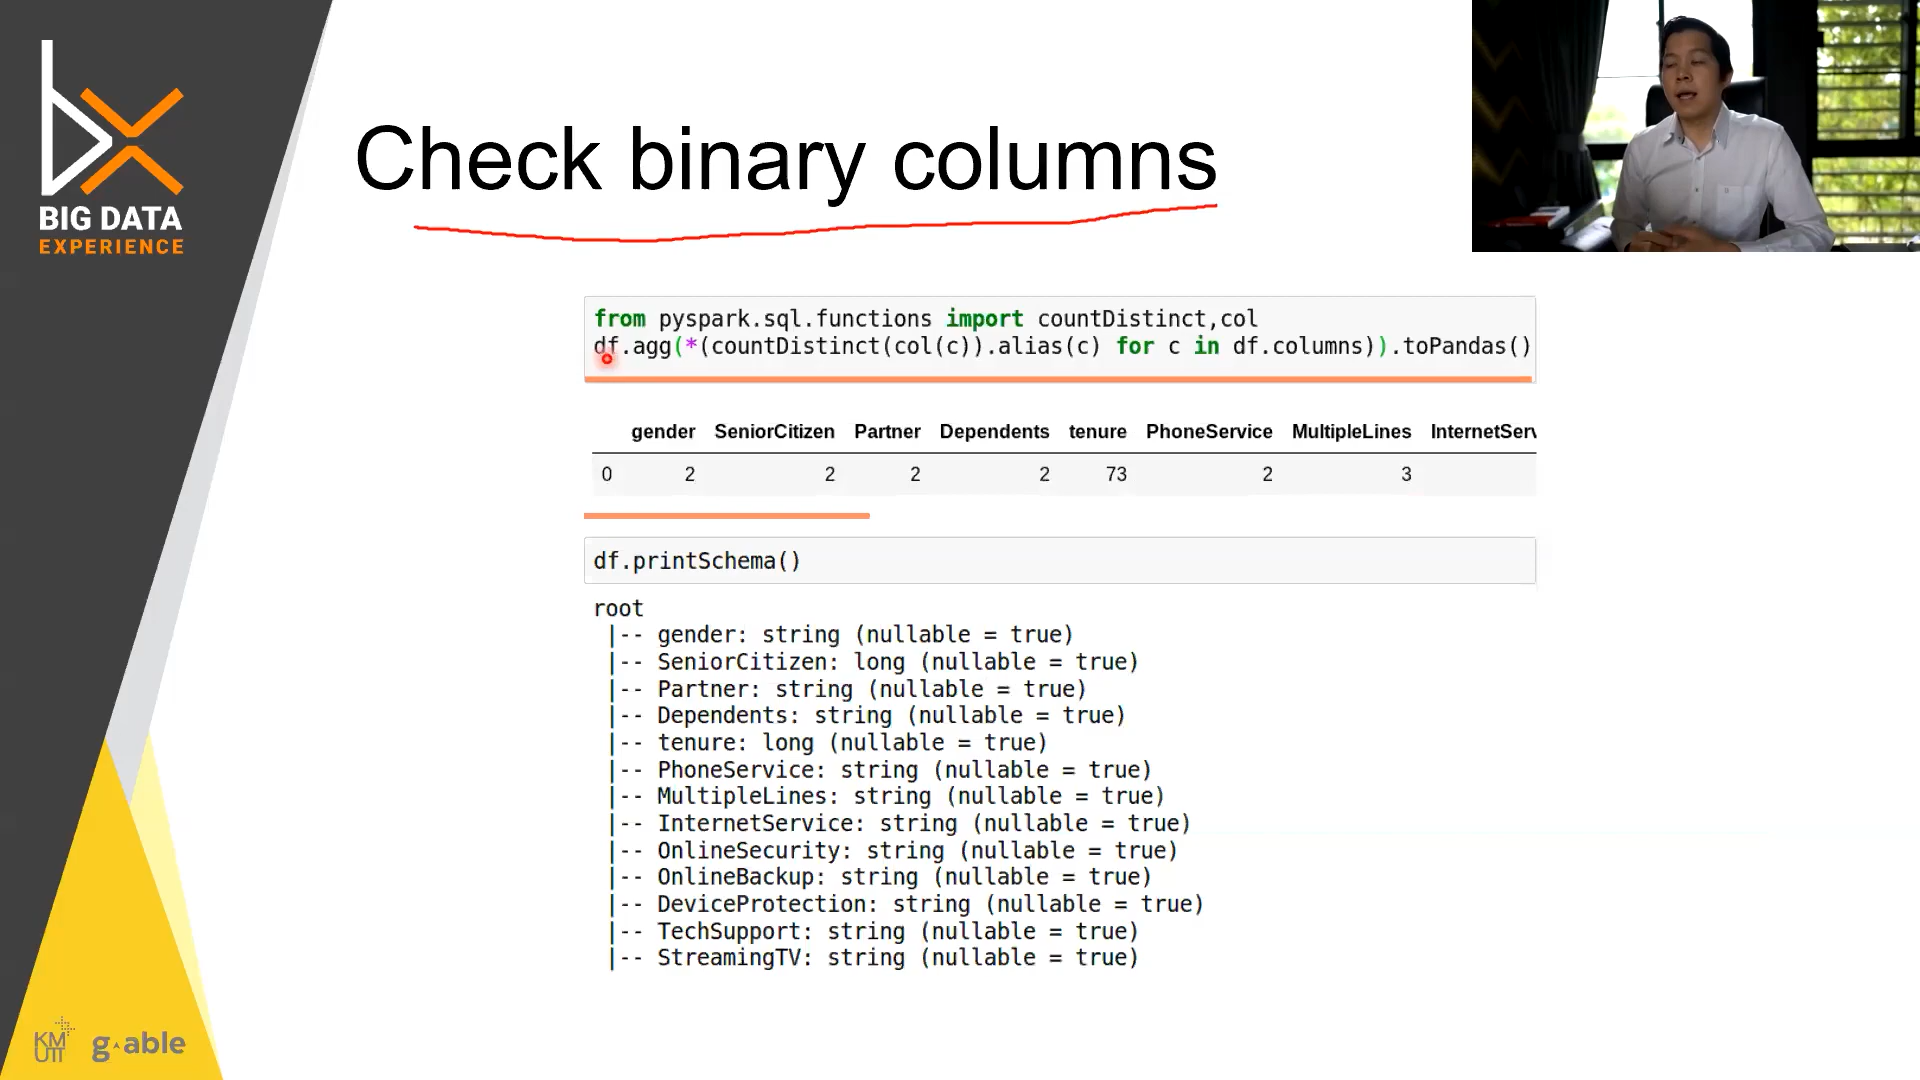 bx
BIG DATA
EXPERIENCE
Check binary columns
from pyspark.sql.functions import countDistinct,col
df.agg(*(countDistinct(col(c)).alias(c) for c in df.columns)).toPandas()
gender SeniorCitizen Partner Dependents tenure PhoneService MultipleLines InternetServ
0 2 2 2 2 73 2 3
df.printSchema()
root
|-- gender: string (nullable = true)
|-- SeniorCitizen: long (nullable = true)
|-- Partner: string (nullable = true)
|-- Dependents: string (nullable = true)
|-- tenure: long (nullable = true)
|-- PhoneService: string (nullable = true)
|-- MultipleLines: string (nullable = true)
|-- InternetService: string (nullable = true)
|-- OnlineSecurity: string (nullable = true)
|-- OnlineBackup: string (nullable = true)
|-- DeviceProtection: string (nullable = true)
|-- TechSupport: string (nullable = true)
|-- StreamingTV: string (nullable = true)
KM
UTT
g-able